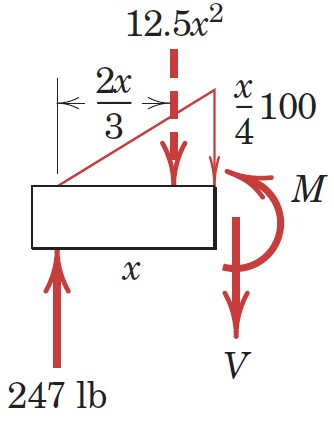 12.5x²
2x/3
x/4 100
M
x
V
247 lb